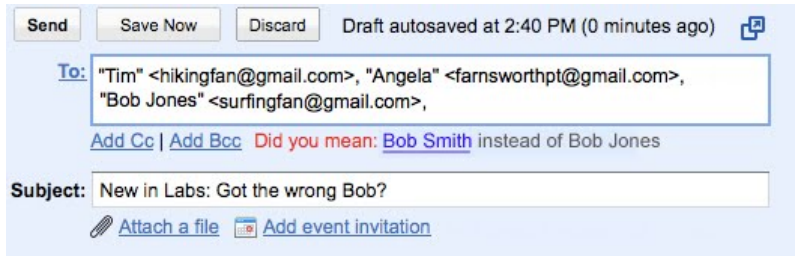 Send Save Now Discard Draft autosaved at 2:40 PM (0 minutes ago)
To: "Tim" <hikingfan@gmail.com>, "Angela" <farnsworthpt@gmail.com>,
"Bob Jones" <surfingfan@gmail.com>,
Add Cc | Add Bcc Did you mean: Bob Smith instead of Bob Jones
Subject: New in Labs: Got the wrong Bob?
Attach a file Add event invitation